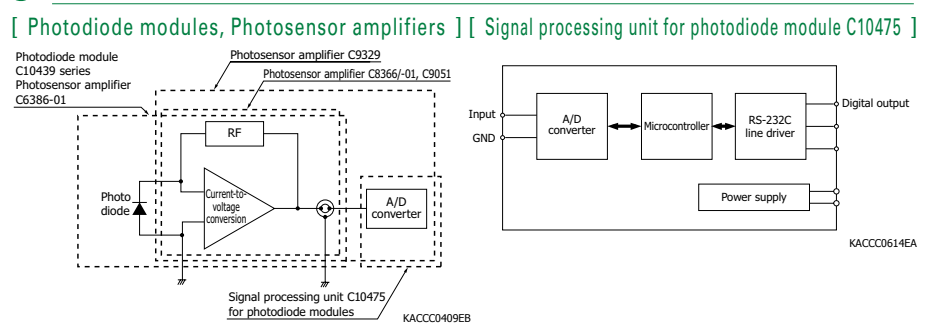 [ Photodiode modules, Photosensor amplifiers ]
Photodiode module
C10439 series
Photosensor amplifier
C6386-01
Photosensor amplifier C9329
Photosensor amplifier C8366/-01, C9051
RF
Photo
diode
Current-to-
voltage
conversion
A/D
converter
Signal processing unit C10475
for photodiode modules
KACCC0409EB
[ Signal processing unit for photodiode module C10475 ]
Input
GND
A/D
converter
Microcontroller
RS-232C
line driver
Digital output
Power supply
KACCC0614EA